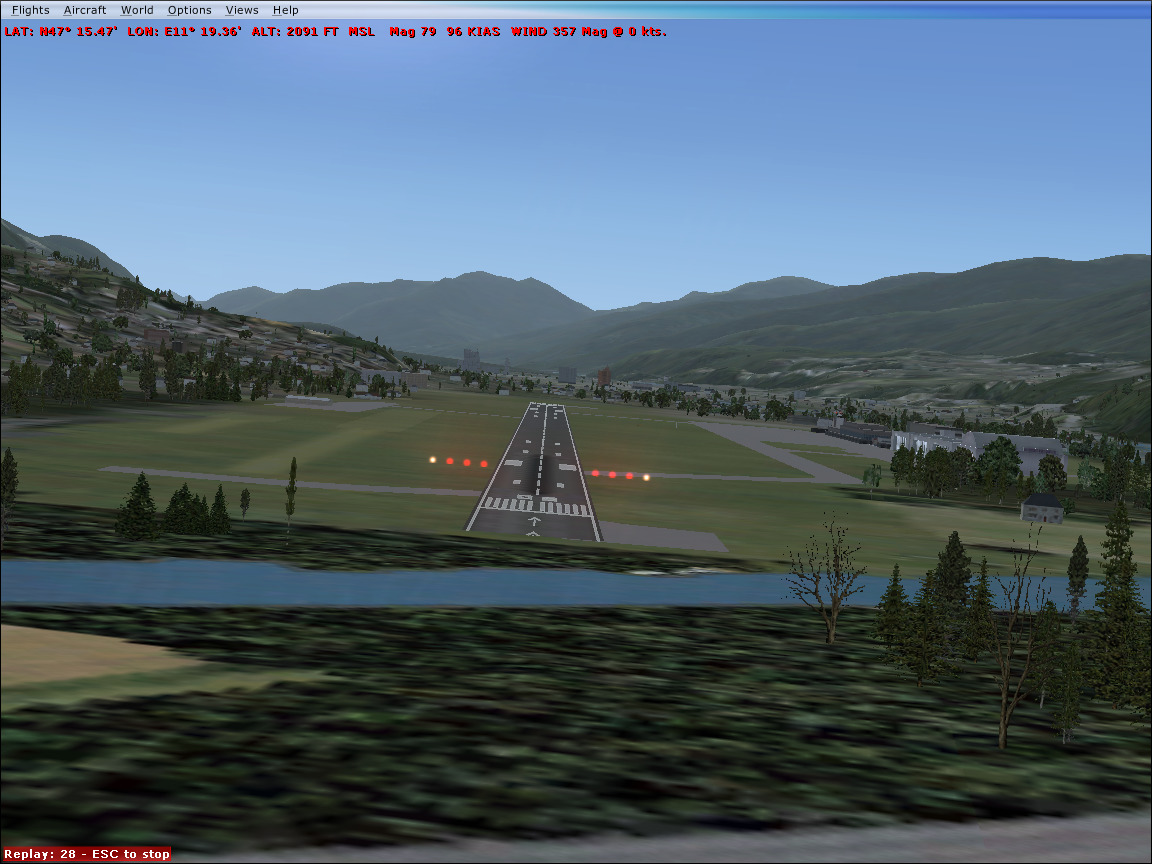 Flights Aircraft World Options Views Help
LAT: N47° 15.47' LON: E11° 19.36' ALT: 2091 FT MSL Mag 79 96 KIAS WIND 357 Mag @ 0 kts.
Replay: 28 - ESC to stop